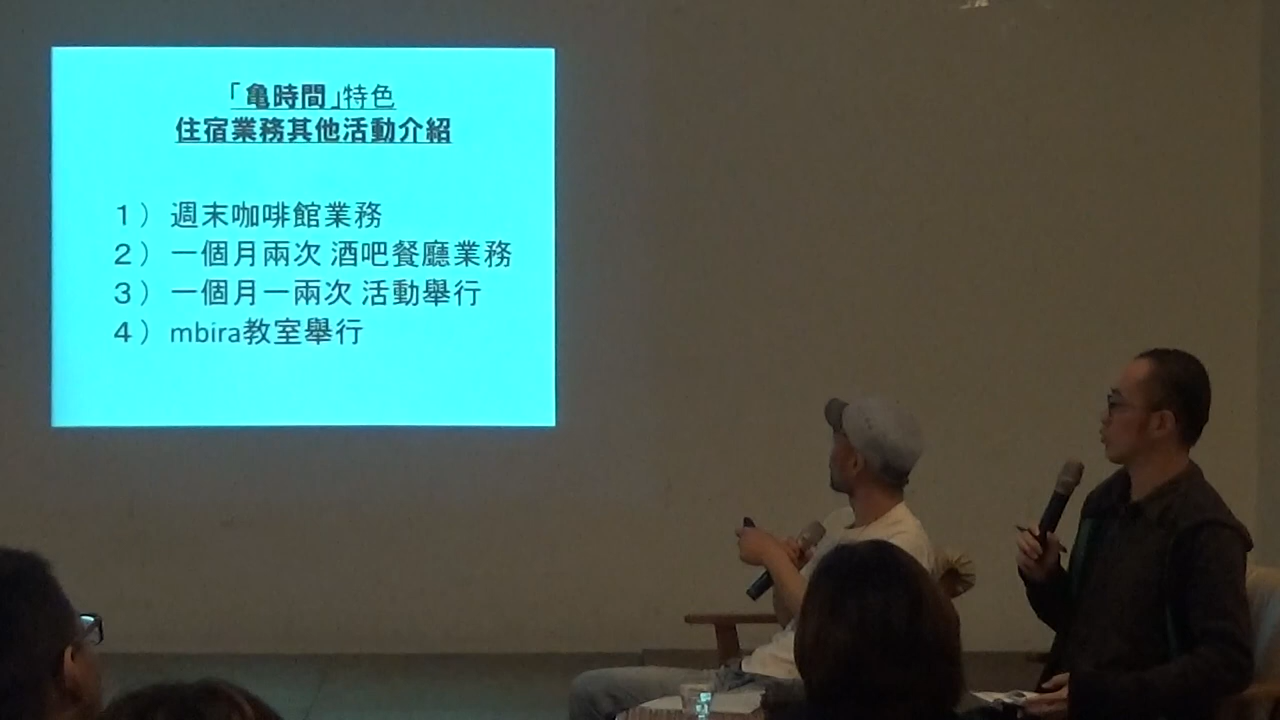 「亀時間」特色
住宿業務其他活動介紹
1） 週末咖啡館業務
2） 一個月兩次 酒吧餐廳業務
3） 一個月一兩次 活動舉行
4） mbira教室舉行